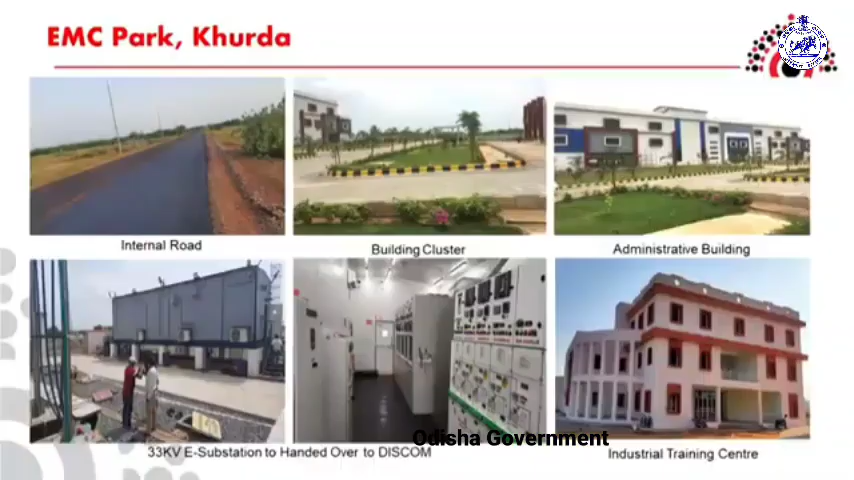 EMC Park, Khurda
Internal Road
Building Cluster
Administrative Building
33KV E-Substation to Handed Over to DISCOM
Odisha Government
Industrial Training Centre